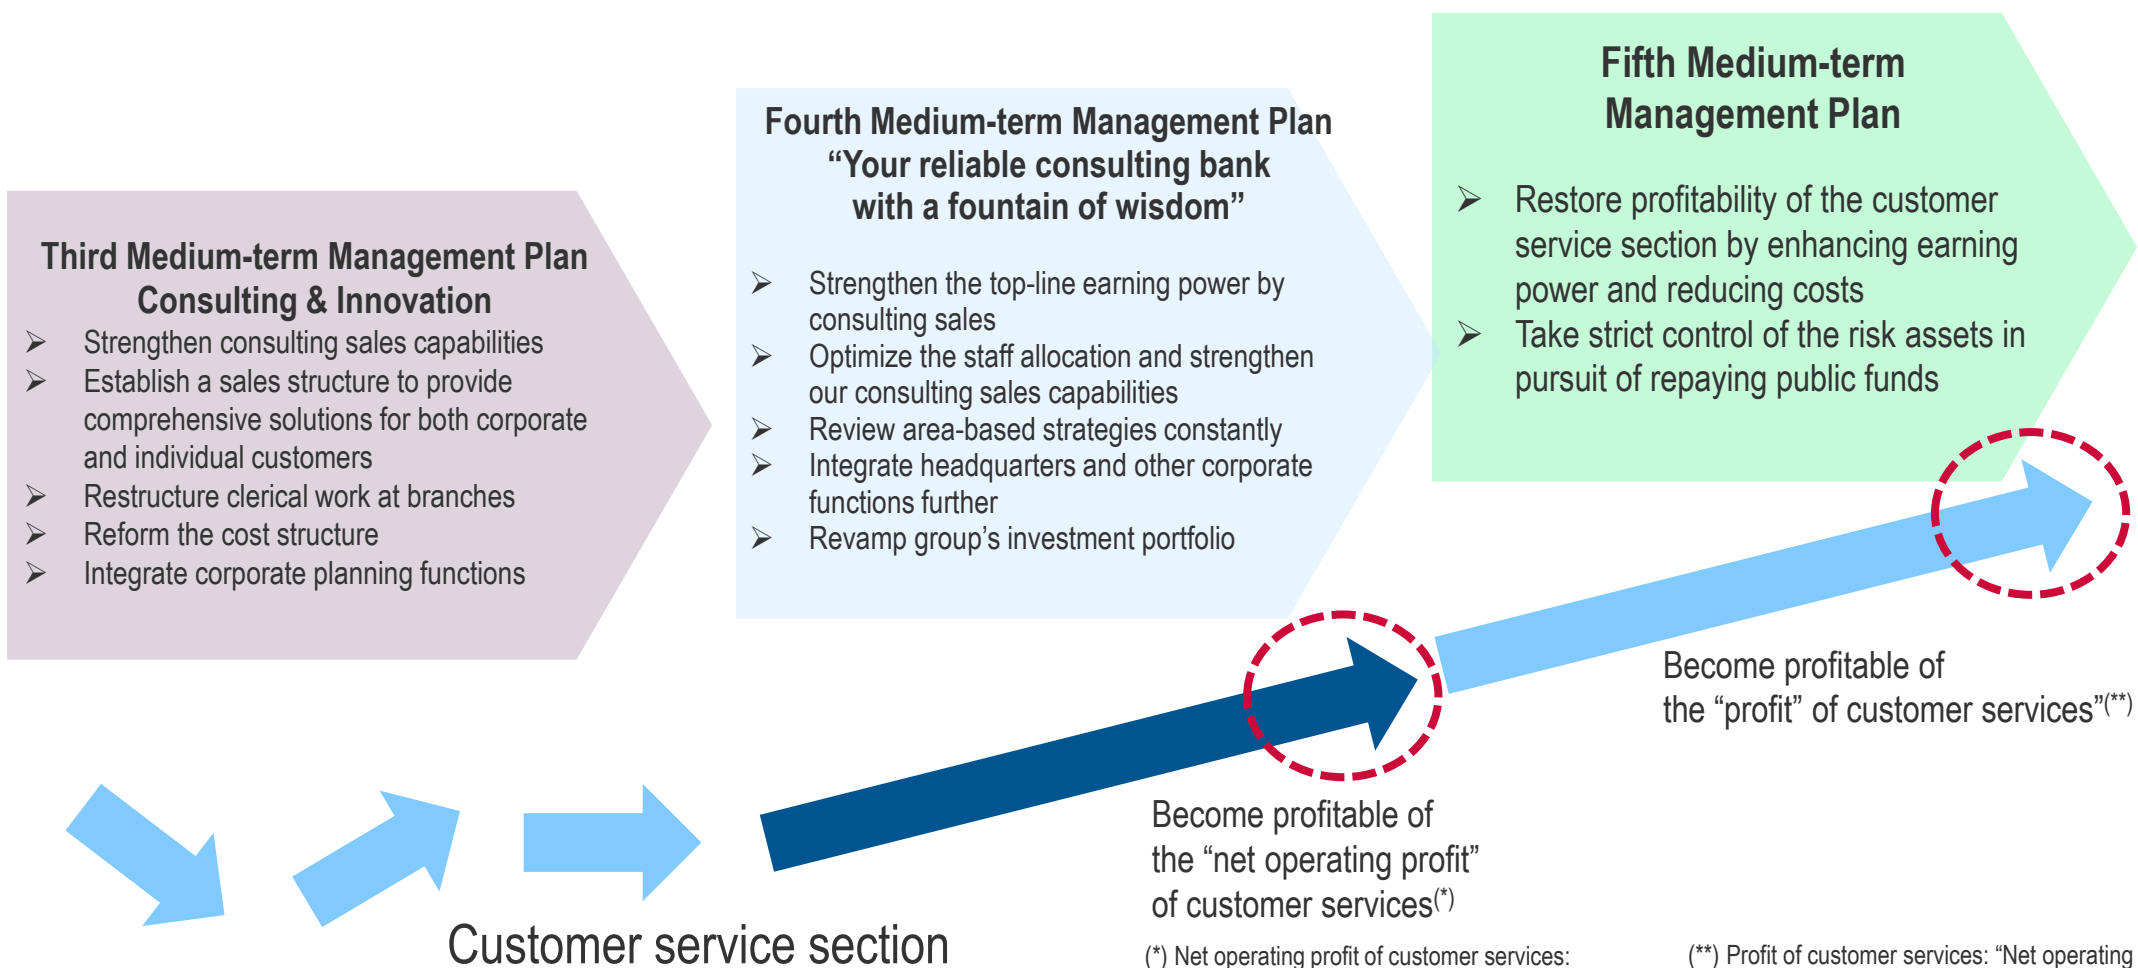 Third Medium-term Management Plan
Consulting & Innovation
➢ Strengthen consulting sales capabilities
➢ Establish a sales structure to provide
comprehensive solutions for both corporate
and individual customers
➢ Restructure clerical work at branches
➢ Reform the cost structure
➢ Integrate corporate planning functions
Fourth Medium-term Management Plan
“Your reliable consulting bank
with a fountain of wisdom”
➢ Strengthen the top-line earning power by
consulting sales
➢ Optimize the staff allocation and strengthen
our consulting sales capabilities
➢ Review area-based strategies constantly
➢ Integrate headquarters and other corporate
functions further
➢ Revamp group’s investment portfolio
Fifth Medium-term
Management Plan
➢ Restore profitability of the customer
service section by enhancing earning
power and reducing costs
➢ Take strict control of the risk assets in
pursuit of repaying public funds
Become profitable of
the “profit” of customer services”(**)
Become profitable of
the “net operating profit”
of customer services(*)
Customer service section
(*) Net operating profit of customer services:
(**) Profit of customer services: “Net operating